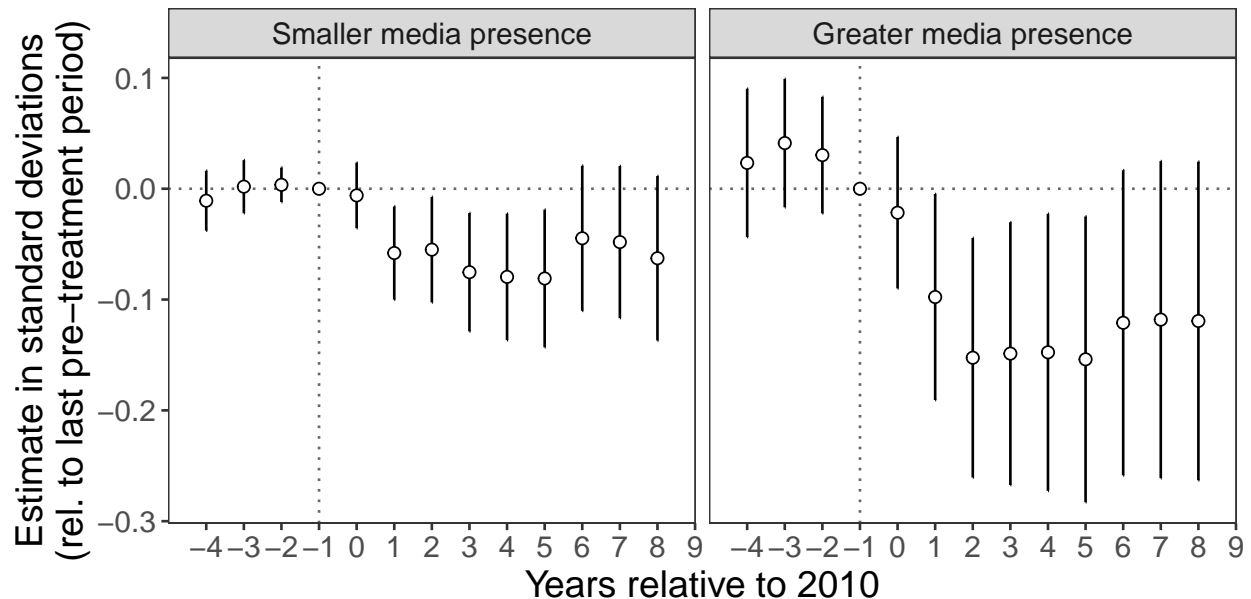 Smaller media presence
Greater media presence
Estimate in standard deviations
(rel. to last pre−treatment period)
0.1
0.0
−0.1
−0.2
−0.3
−4 −3 −2 −1 0 1 2 3 4 5 6 7 8 9
−4 −3 −2 −1 0 1 2 3 4 5 6 7 8 9
Years relative to 2010